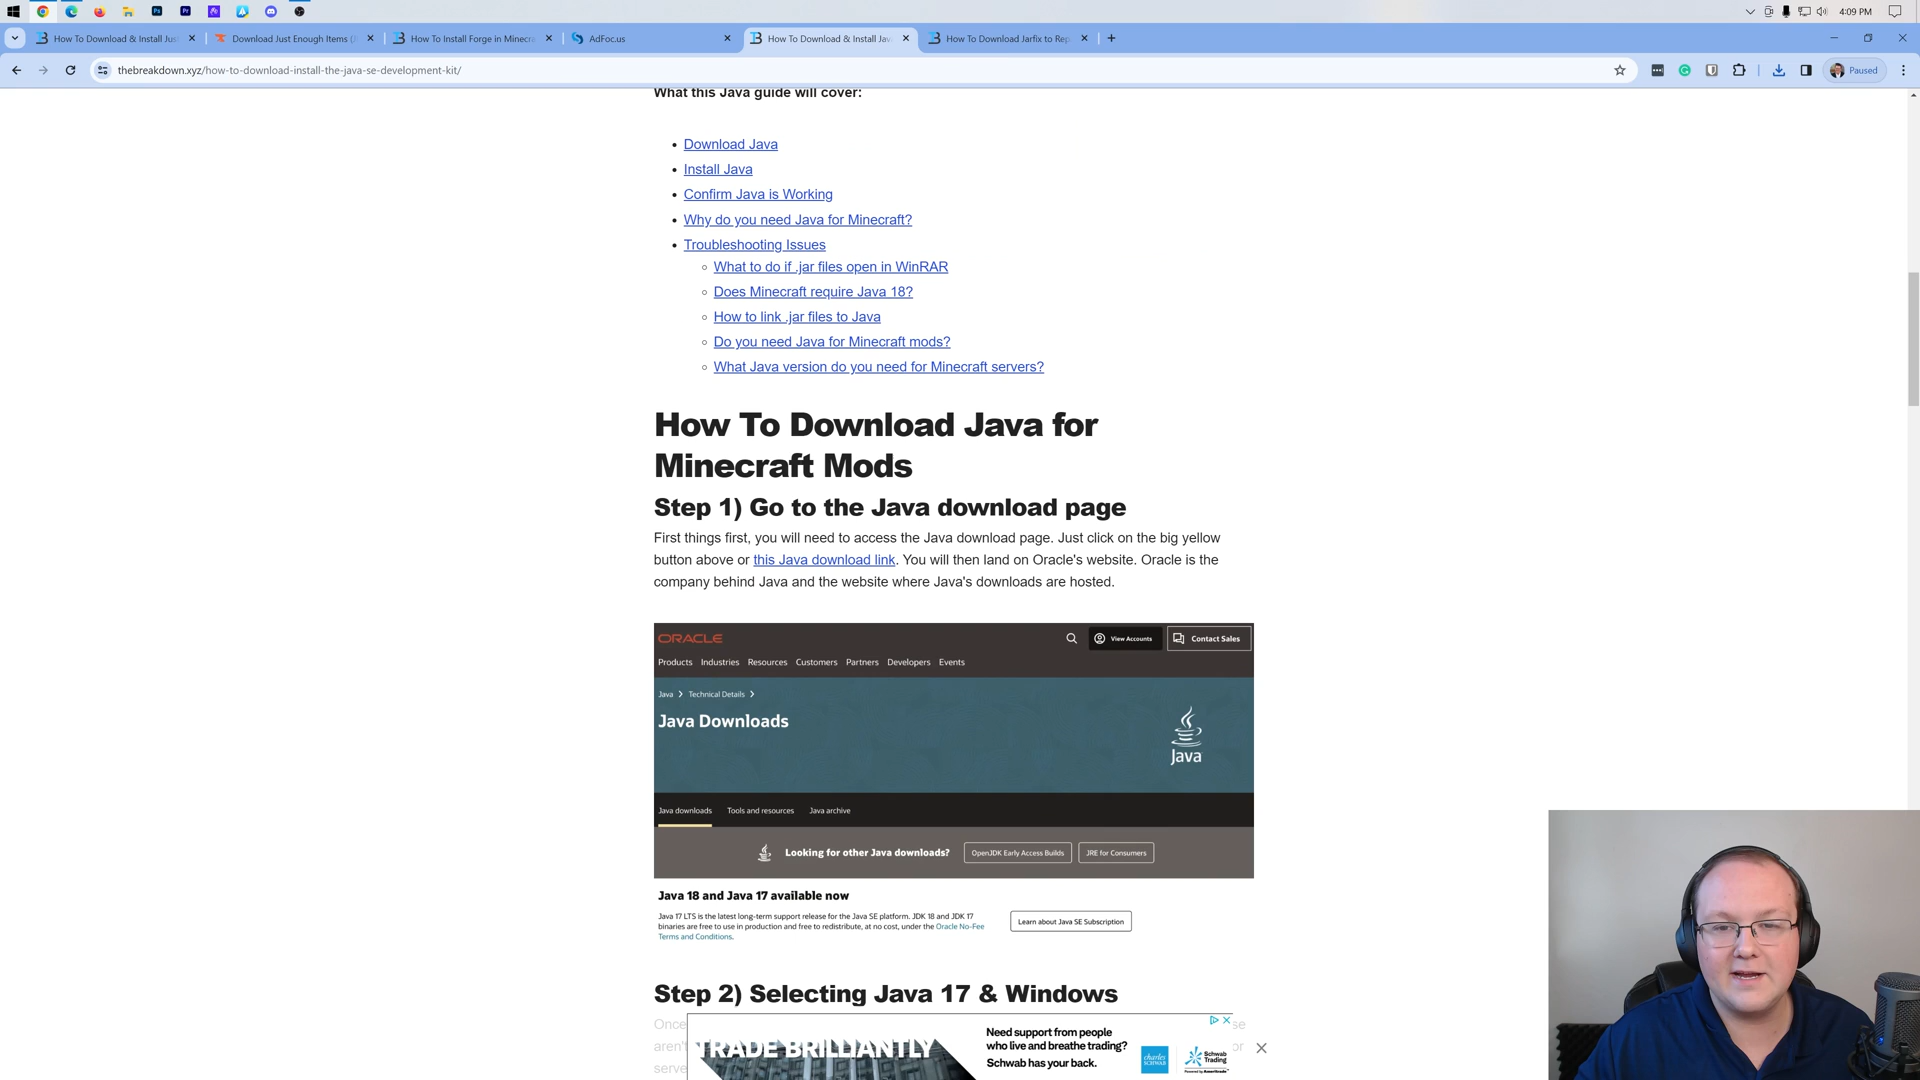 4:09 PM
How To Download & Install Jus
Download Just Enough Items (J
How To Install Forge in Minecra
AdFoc.us
How To Download & Install Jav
How To Download Jarfix to Rep
thebreakdown.xyz/how-to-download-install-the-java-se-development-kit/
Paused
What this Java guide will cover:
Download Java
Install Java
Confirm Java is Working
Why do you need Java for Minecraft?
Troubleshooting Issues
What to do if .jar files open in WinRAR
Does Minecraft require Java 18?
How to link .jar files to Java
Do you need Java for Minecraft mods?
What Java version do you need for Minecraft servers?
How To Download Java for
Minecraft Mods
Step 1) Go to the Java download page
First things first, you will need to access the Java download page. Just click on the big yellow
button above or this Java download link. You will then land on Oracle's website. Oracle is the
company behind Java and the website where Java's downloads are hosted.
ORACLE
View Accounts
Contact Sales
Products Industries Resources Customers Partners Developers Events
Java Technical Details
Java Downloads
Java
Java downloads Tools and resources Java archive
Looking for other Java downloads? OpenJDK Early Access Builds JRE for Consumers
Java 18 and Java 17 available now
Java 17 LTS is the latest long-term support release for the Java SE platform. JDK 18 and JDK 17
binaries are free to use in production and free to redistribute, at no cost, under the Oracle No-Fee
Terms and Conditions.
Learn about Java SE Subscription
Step 2) Selecting Java 17 & Windows
Once
se
aren't
or
serve
TRADE BRILLIANTLY
Need support from people
who live and breathe trading?
Schwab has your back.
charles
SCHWAB
Schwab
Trading
Powered by Ameritrade